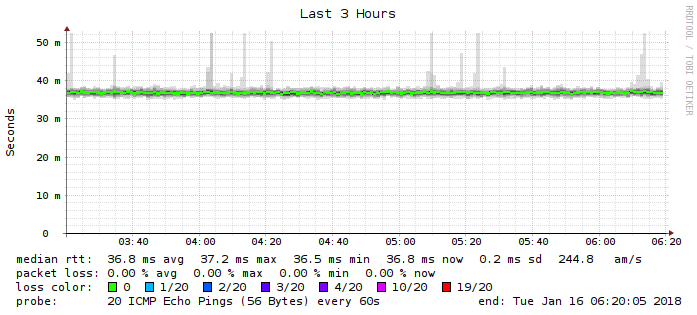 Last 3 Hours
RRDTOOL / TOBI OETIKER
Seconds
50 m
40 m
30 m
20 m
10 m
0
03:40 04:00 04:20 04:40 05:00 05:20 05:40 06:00 06:20
median rtt: 36.8 ms avg 37.2 ms max 36.5 ms min 36.8 ms now 0.2 ms sd 244.8 am/s
packet loss: 0.00 % avg 0.00 % max 0.00 % min 0.00 % now
loss color: 0 1/20 2/20 3/20 4/20 10/20 19/20
probe: 20 ICMP Echo Pings (56 Bytes) every 60s end: Tue Jan 16 06:20:05 2018